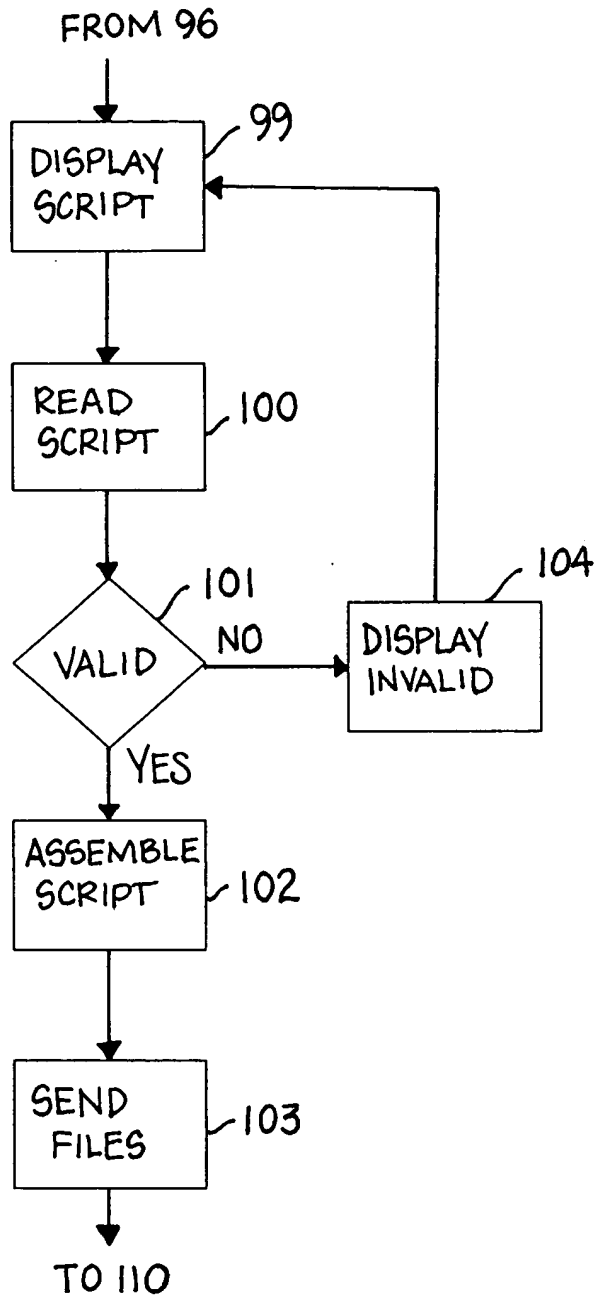 FROM 96
99
DISPLAY
SCRIPT
READ
SCRIPT
100
101
VALID
NO
104
DISPLAY
INVALID
YES
ASSEMBLE
SCRIPT
102
SEND
FILES
103
TO 110